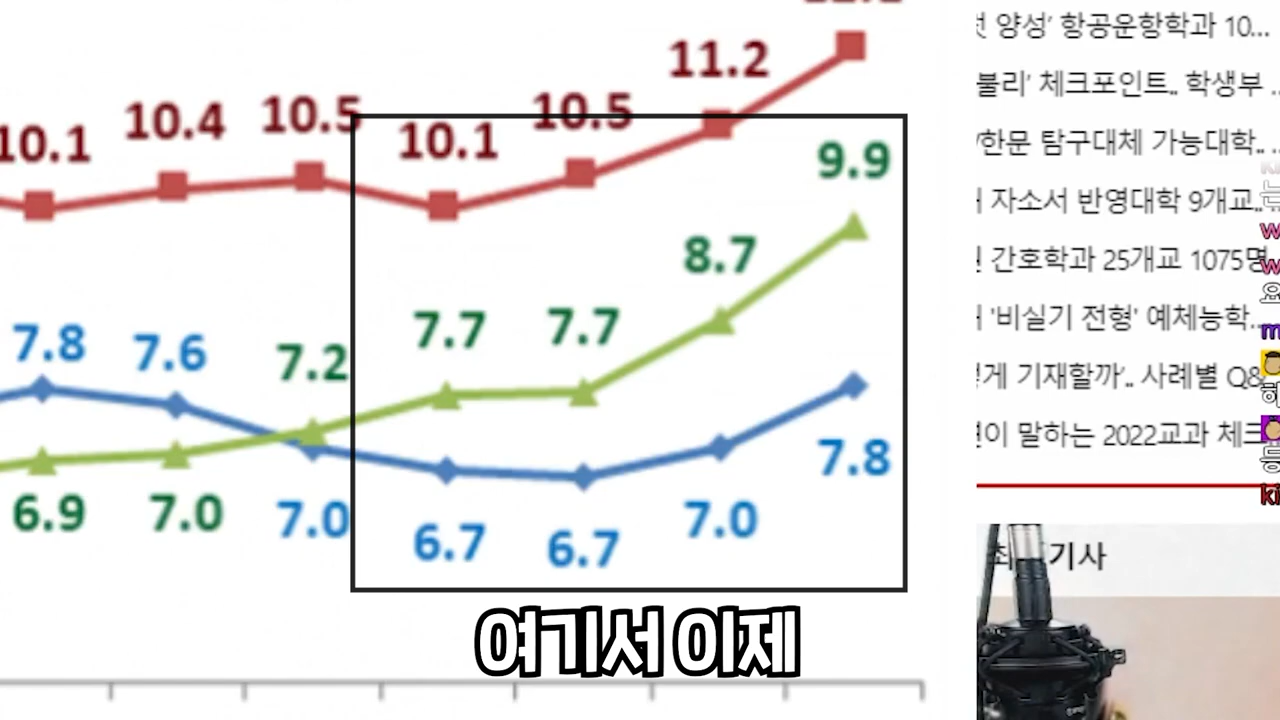 11.2
10.1 10.4 10.5 10.1 10.5
9.9
8.7
7.8 7.6 7.2 7.7 7.7
6.9 7.0 7.0 6.7 6.7 7.0 7.8
여기서 이제
양성’ 항공운항학과 10...
불리’ 체크포인트.. 학생부 ..
/한문 탐구대체 가능대학.. ..
자소서 반영대학 9개교..
간호학과 25개교 1075명
'비실기 전형' 예체능학...
게 기재할까’.. 사례별 Q&
이 말하는 2022교과 체크
기사